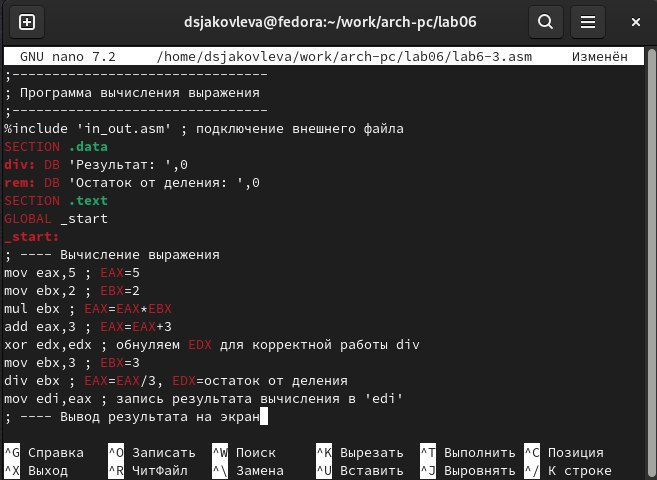 dsjakovleva@fedora:~/work/arch-pc/lab06
GNU nano 7.2 /home/dsjakovleva/work/arch-pc/lab06/lab6-3.asm Изменён
;--------------------------------
; Программа вычисления выражения
;--------------------------------
%include 'in_out.asm' ; подключение внешнего файла
SECTION .data
div: DB 'Результат: ',0
rem: DB 'Остаток от деления: ',0
SECTION .text
GLOBAL _start
_start:
; ---- Вычисление выражения
mov eax,5 ; EAX=5
mov ebx,2 ; EBX=2
mul ebx ; EAX=EAX*EBX
add eax,3 ; EAX=EAX+3
xor edx,edx ; обнуляем EDX для корректной работы div
mov ebx,3 ; EBX=3
div ebx ; EAX=EAX/3, EDX=остаток от деления
mov edi,eax ; запись результата вычисления в 'edi'
; ---- Вывод результата на экран
^G Справка ^O Записать ^W Поиск ^K Вырезать ^T Выполнить ^C Позиция
^X Выход ^R ЧитФайл ^\ Замена ^U Вставить ^J Выровнять ^/ К строке